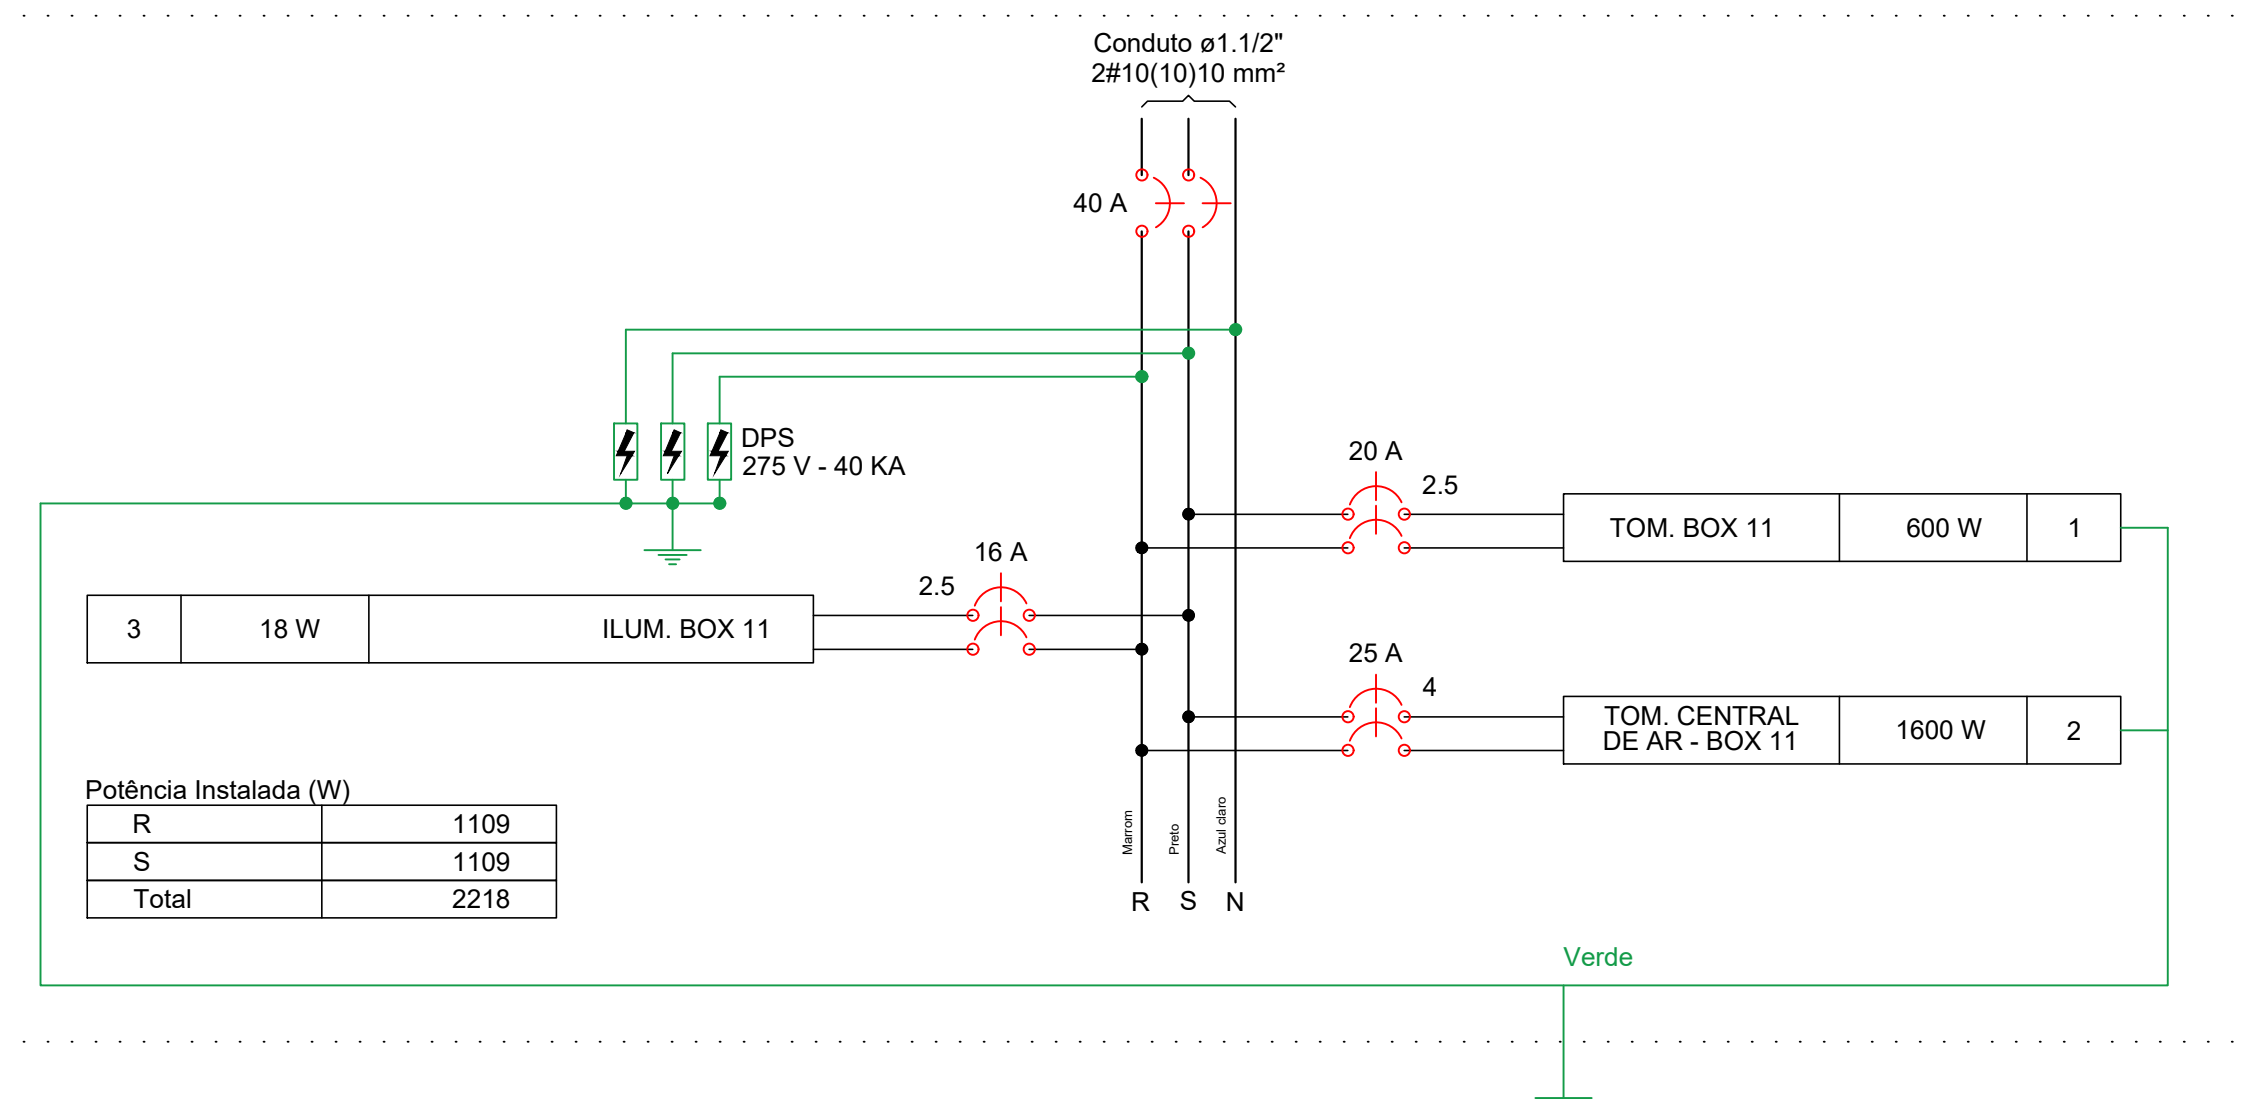 Conduto ø1.1/2"
2#10(10)10 mm²
40 A
DPS
275 V - 40 KA
20 A
2.5
TOM. BOX 11 600 W 1
16 A
2.5
3 18 W ILUM. BOX 11
25 A
4
TOM. CENTRAL
DE AR - BOX 11 1600 W 2
Potência Instalada (W)
R 1109
S 1109
Total 2218
Marrom
Preto
Azul claro
R S N
Verde